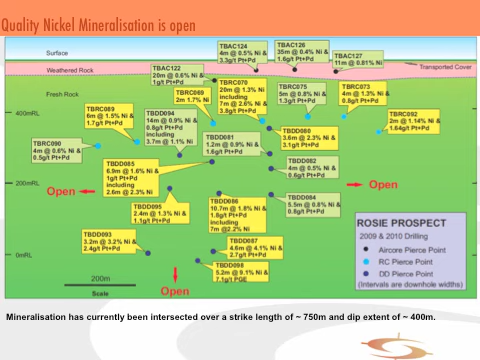 Quality Nickel Mineralisation is open
Surface
Weathered Rock
Transported Cover
Fresh Rock
400mRL
200mRL
0mRL
TBAC124
4m @ 0.5% Ni &
3.3g/t Pt+Pd
TBAC126
35m @ 0.4% Ni &
1.6g/t Pt+Pd
TBAC127
11m @ 0.81% Ni
TBAC122
20m @ 0.6% Ni &
1g/t Pt+Pd
TBRC070
20m @ 1.3% Ni
including
7m @ 2.6% Ni &
3.8g/t Pt+Pd
TBRC075
5m @ 0.8% Ni &
1.3g/t Pt+Pd
TBRC073
4m @ 1.3% Ni &
0.8g/t Pt+Pd
TBRC069
2m @ 1.7% Ni
TBRC089
6m @ 1.5% Ni &
1.7g/t Pt+Pd
TBDD094
14m @ 0.9% Ni &
0.8g/t Pt+Pd
including
3.7m @ 1.1% Ni
TBRC092
2m @ 1.14% Ni &
1.64g/t Pt+Pd
TBDD080
3.6m @ 2.3% Ni &
3.1g/t Pt+Pd
TBDD081
1.2m @ 0.9% Ni &
1.8g/t Pt+Pd
TBRC090
4m @ 0.6% Ni &
0.5g/t Pt+Pd
TBDD085
6.9m @ 1.6% Ni &
1g/t Pt+Pd
including
2.6m @ 2.3% Ni
TBDD082
4m @ 0.5% Ni &
0.6g/t Pt+Pd
Open
Open
TBDD086
10.7m @ 1.8% Ni &
1.6g/t Pt+Pd
including
7m @2.2% Ni
TBDD084
5.5m @ 0.8% Ni &
0.8g/t Pt+Pd
TBDD095
2.4m @ 1.3% Ni &
1.1g/t Pt+Pd
TBDD093
3.2m @ 3.2% Ni &
2.4g/t Pt+Pd
TBDD087
4.6m @ 4.1% Ni &
2.7g/t Pt+Pd
TBDD098
5.2m @ 9.1% Ni &
7.1g/t PGE
200m
Scale
Open
ROSIE PROSPECT
2009 & 2010 Drilling
Aircore Pierce Point
RC Pierce Point
DD Pierce Point
(Intervals are downhole widths)
Mineralisation has currently been intersected over a strike length of ~ 750m and dip extent of ~ 400m.